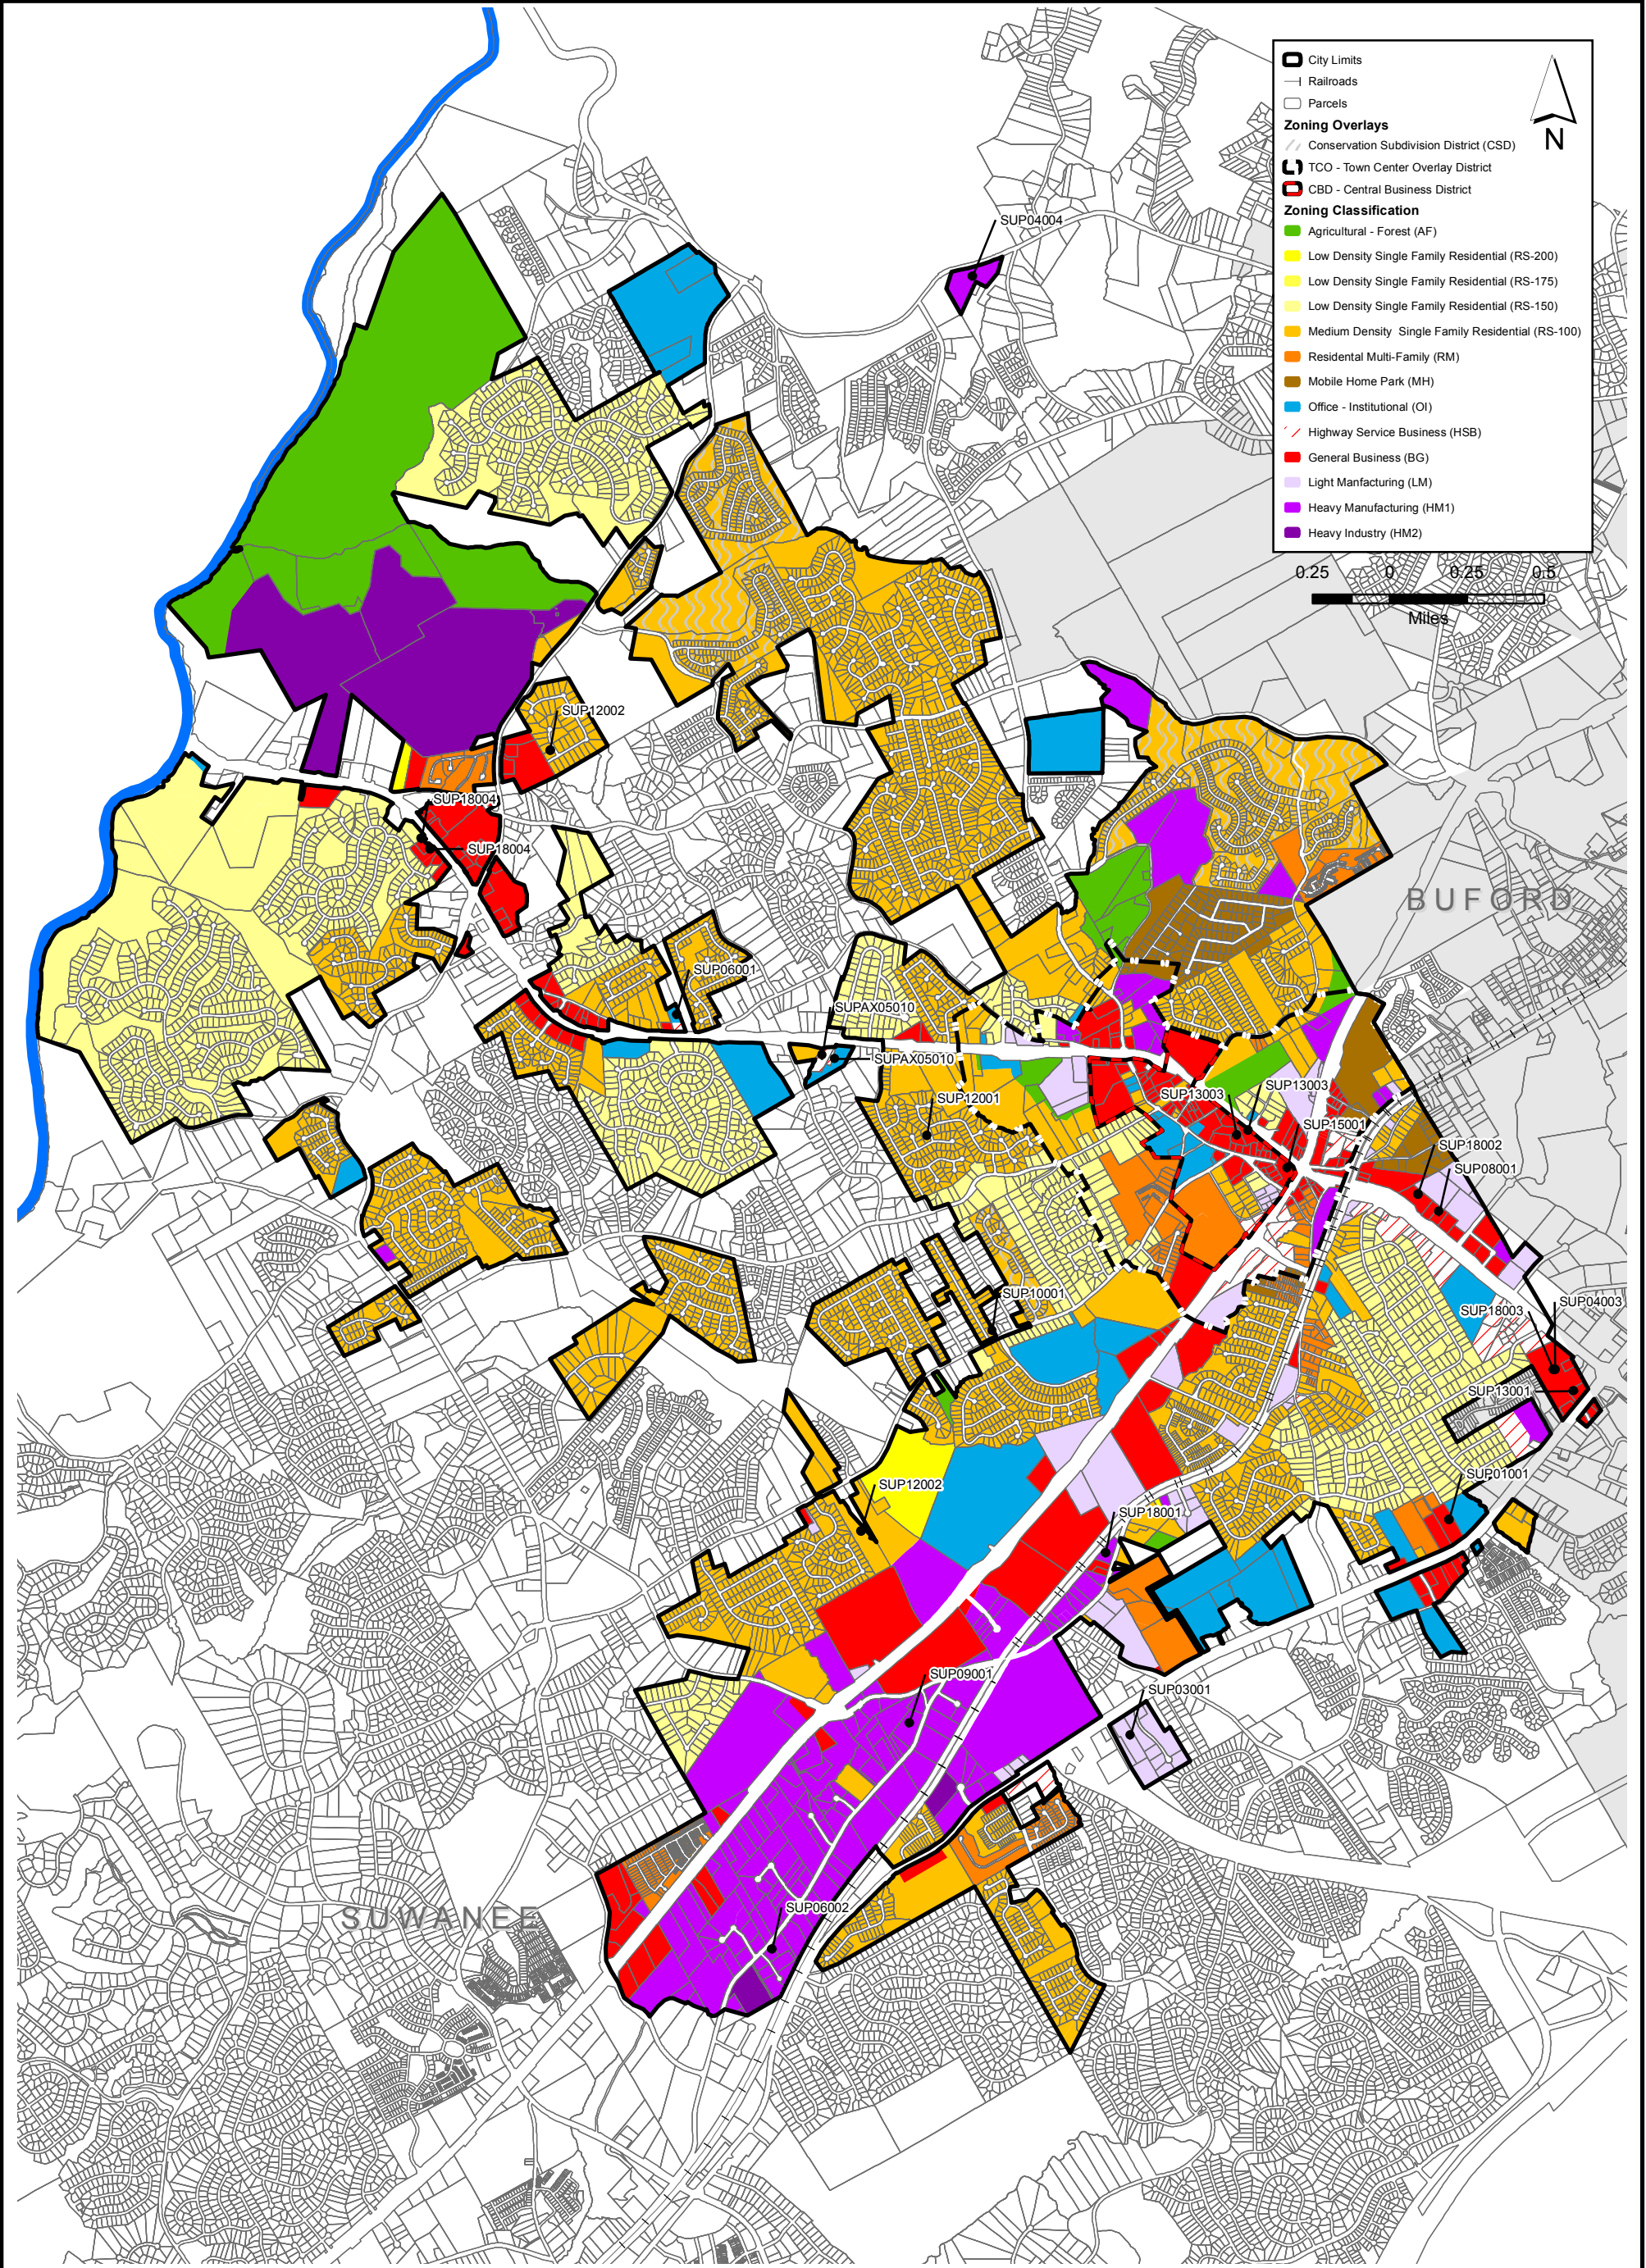 City Limits
Railroads
Parcels
Zoning Overlays
Conservation Subdivision District (CSD)
TCO - Town Center Overlay District
CBD - Central Business District
Zoning Classification
Agricultural - Forest (AF)
Low Density Single Family Residential (RS-200)
Low Density Single Family Residential (RS-175)
Low Density Single Family Residential (RS-150)
Medium Density Single Family Residential (RS-100)
Residental Multi-Family (RM)
Mobile Home Park (MH)
Office - Institutional (OI)
Highway Service Business (HSB)
General Business (BG)
Light Manfacturing (LM)
Heavy Manufacturing (HM1)
Heavy Industry (HM2)
N
0.25 0 0.25 0.5
Miles
SUP04004
SUP12002
SUP18004
SUP18004
BUFORD
SUP06001
SUPAX05010
SUPAX05010
SUP12001
SUP13003
SUP13003
SUP15001
SUP18002
SUP08001
SUP10001
SUP18003
SUP04003
SUP13001
SUP12002
SUP01001
SUP18001
SUP09001
SUP03001
SUP06002
SUWANEE